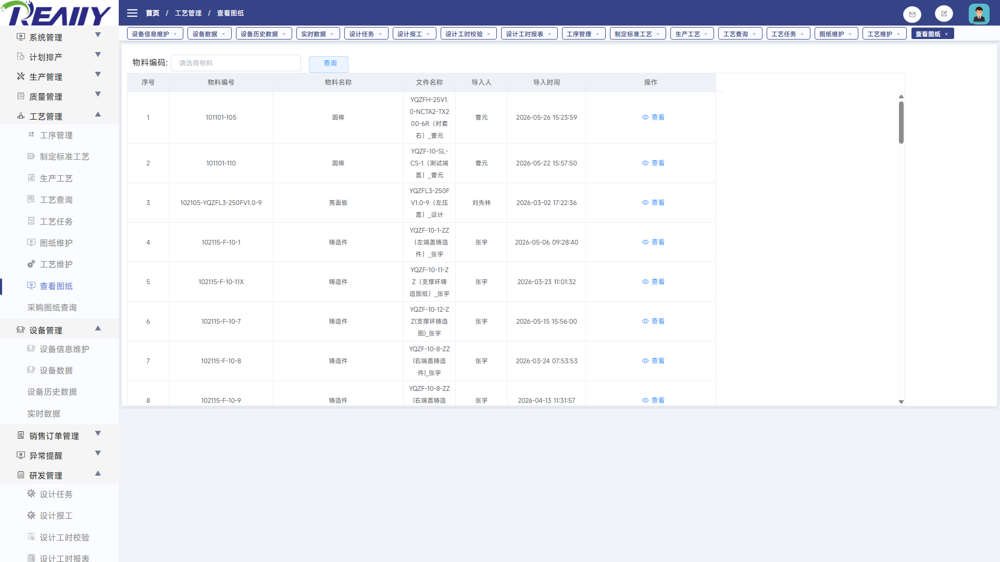 REAllY
首页 / 工艺管理 / 查看图纸
设备信息维护 × 设备数据 × 设备历史数据 × 实时数据 × 设计任务 × 设计报工 × 设计工时校验 × 设计工时报表 × 工序管理 × 制定标准工艺 × 生产工艺 × 工艺查询 × 工艺任务 × 图纸维护 × 工艺维护 × 查看图纸 ×
系统管理
计划排产
生产管理
质量管理
工艺管理
工序管理
制定标准工艺
生产工艺
工艺查询
工艺任务
图纸维护
工艺维护
查看图纸
采购图纸查询
设备管理
设备信息维护
设备数据
设备历史数据
实时数据
销售订单管理
异常提醒
研发管理
设计任务
设计报工
设计工时校验
设计工时报表
物料编码: 请选择物料 查询
序号 物料编号 物料名称 文件名称 导入人 导入时间 操作
1 101101-105 圆棒 YQZFH-25V1.
0-NCTA2-TX2
00-6R（衬套
右）_曹元 曹元 2026-05-26 15:23:59 查看
2 101101-110 圆棒 YQZF-10-SL-
CS-1（测试端
盖）_曹元 曹元 2026-05-22 15:57:50 查看
3 102105-YQZFL3-250FV1.0-9 亮面板 YQZFL3-250F
V1.0-9（左压
盖）_设计 刘先林 2026-03-02 17:22:36 查看
4 102115-F-10-1 铸造件 YQZF-10-1-ZZ
（左端盖铸造
件）_张宇 张宇 2026-05-06 09:28:40 查看
5 102115-F-10-11X 铸造件 YQZF-10-11-Z
Z（支撑环铸
造图纸）_张宇 张宇 2026-03-23 11:01:32 查看
6 102115-F-10-7 铸造件 YQZF-10-12-Z
Z(支撑环铸造
图)_张宇 张宇 2026-05-15 15:56:00 查看
7 102115-F-10-8 铸造件 YQZF-10-8-ZZ
(右端盖铸造
件)_张宇 张宇 2026-03-24 07:53:53 查看
8 102115-F-10-9 铸造件 YQZF-10-8-ZZ
(右端盖铸造 张宇 2026-04-13 11:31:57 查看